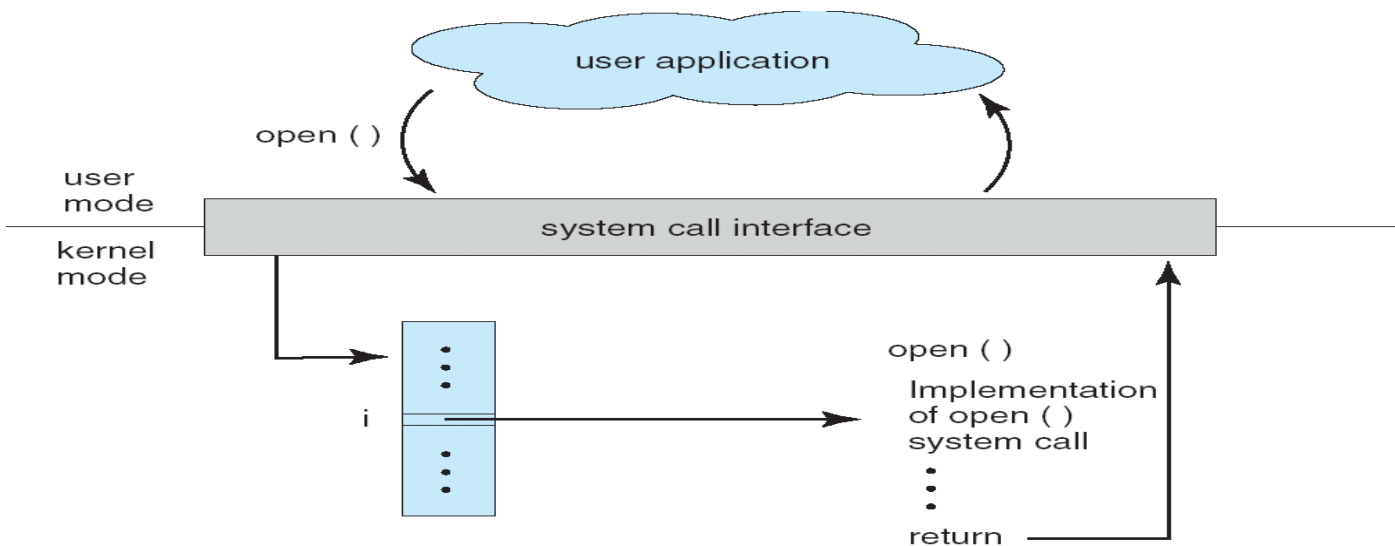 user application
open ( )
user
mode
system call interface
kernel
mode
open ( )
i
Implementation
of open ( )
system call
return